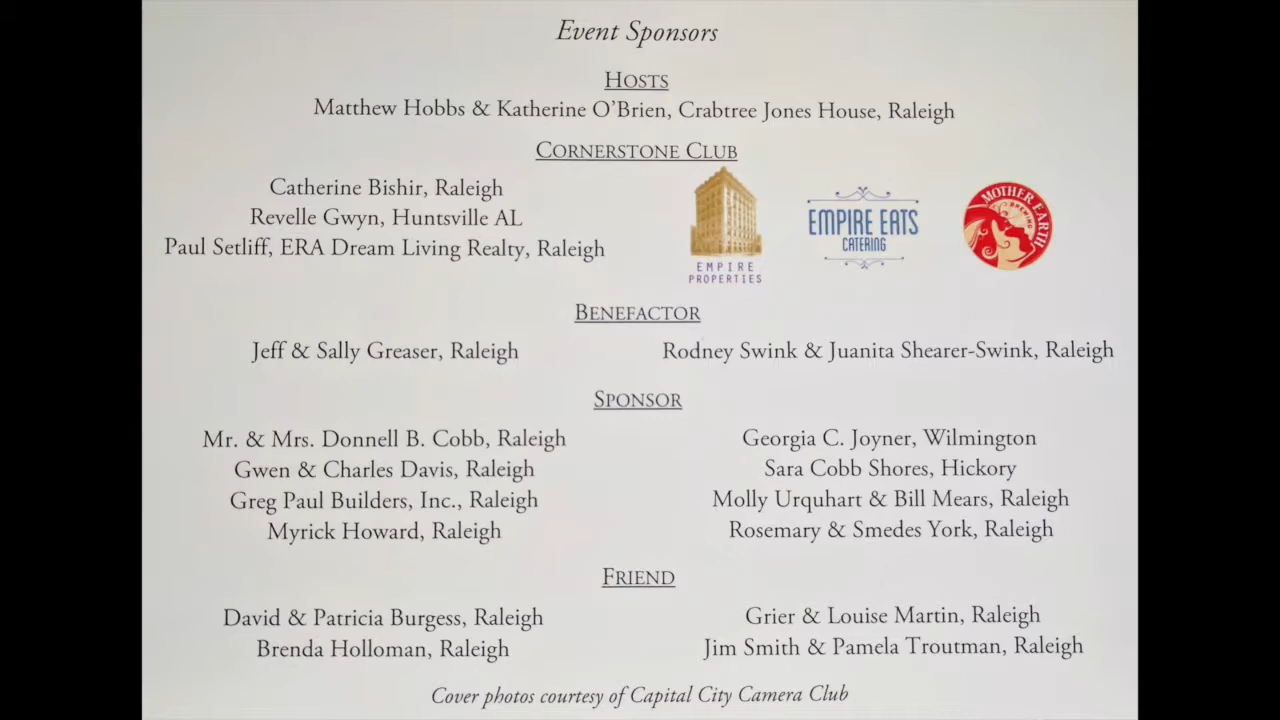 Event Sponsors
HOSTS
Matthew Hobbs & Katherine O'Brien, Crabtree Jones House, Raleigh
CORNERSTONE CLUB
Catherine Bishir, Raleigh
Revelle Gwyn, Huntsville AL
Paul Setliff, ERA Dream Living Realty, Raleigh
EMPIRE
PROPERTIES
EMPIRE EATS
CATERING
MOTHER EARTH
BREWING
BENEFACTOR
Jeff & Sally Greaser, Raleigh
Rodney Swink & Juanita Shearer-Swink, Raleigh
SPONSOR
Mr. & Mrs. Donnell B. Cobb, Raleigh
Gwen & Charles Davis, Raleigh
Greg Paul Builders, Inc., Raleigh
Myrick Howard, Raleigh
Georgia C. Joyner, Wilmington
Sara Cobb Shores, Hickory
Molly Urquhart & Bill Mears, Raleigh
Rosemary & Smedes York, Raleigh
FRIEND
David & Patricia Burgess, Raleigh
Brenda Holloman, Raleigh
Grier & Louise Martin, Raleigh
Jim Smith & Pamela Troutman, Raleigh
Cover photos courtesy of Capital City Camera Club